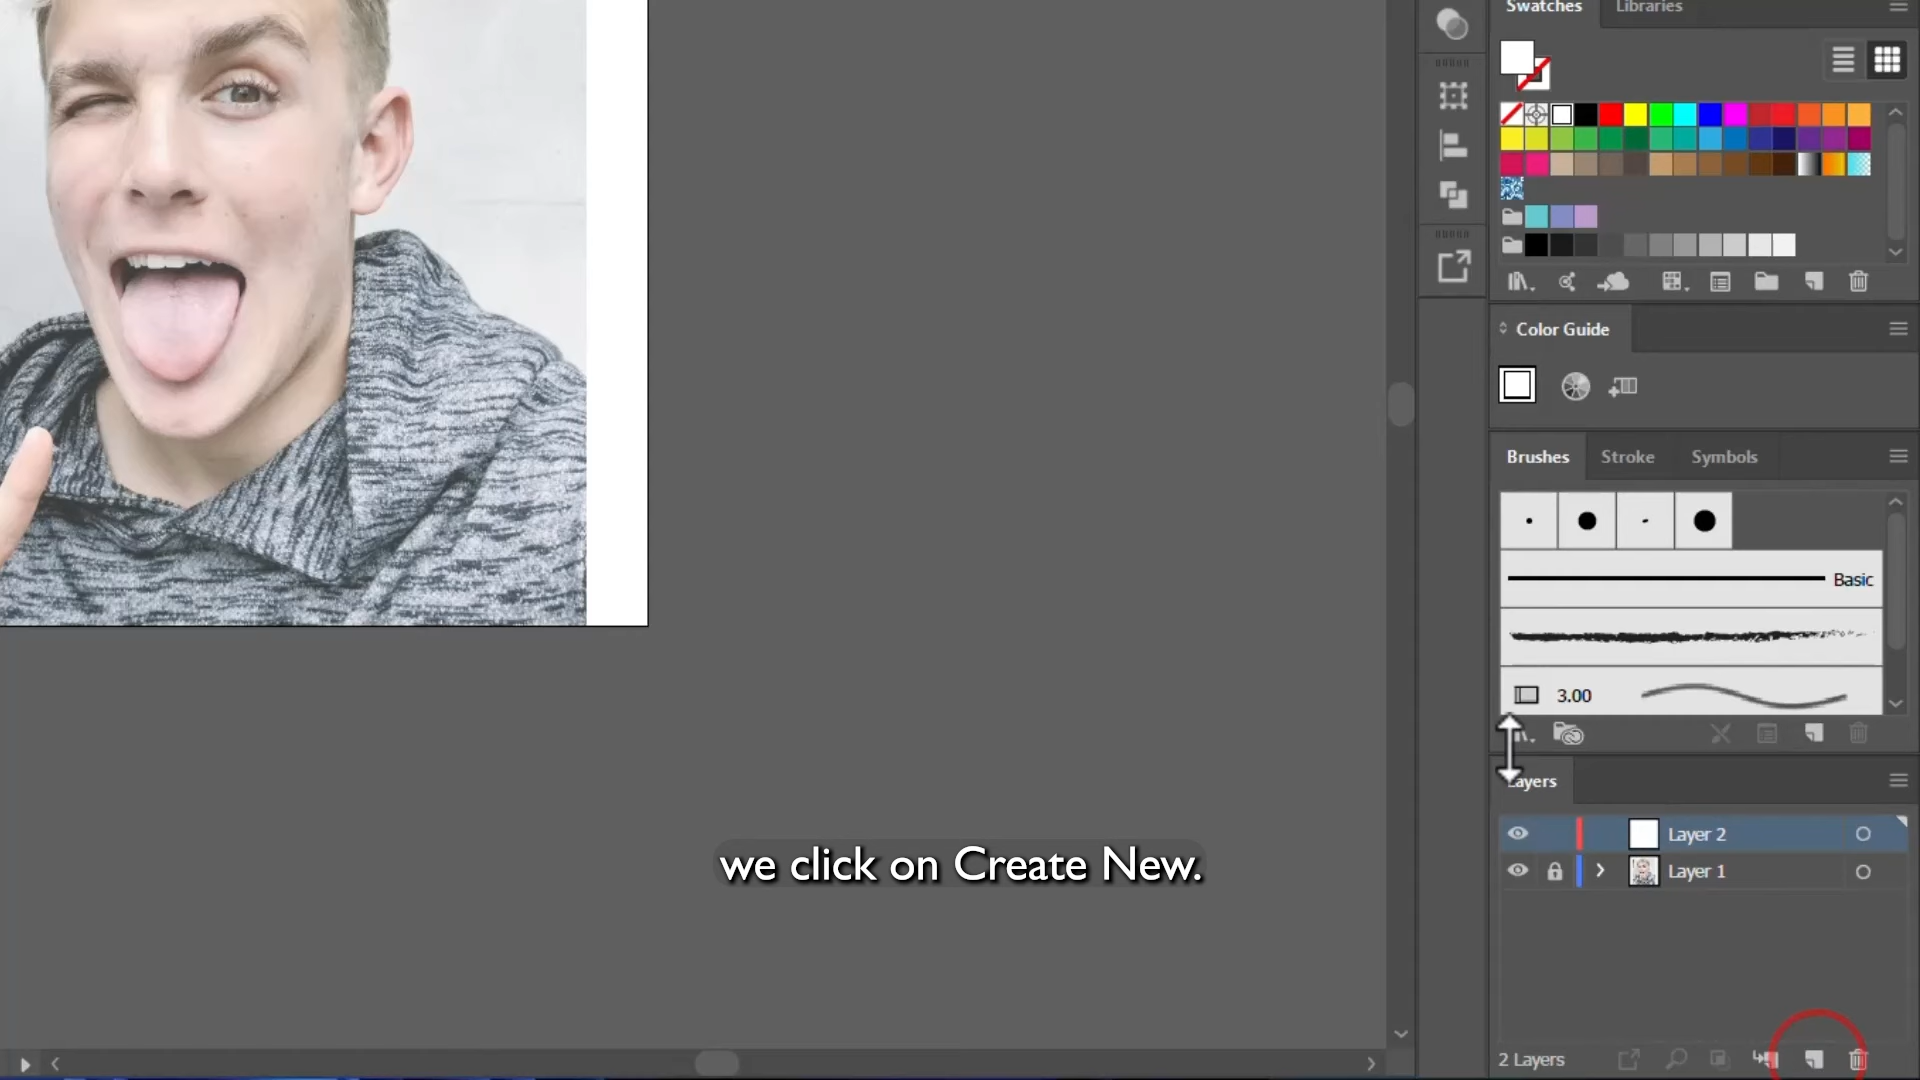 Swatches
Libraries
Color Guide
Brushes
Stroke
Symbols
Basic
3.00
Layers
Layer 2
we click on Create New.
Layer 1
2 Layers